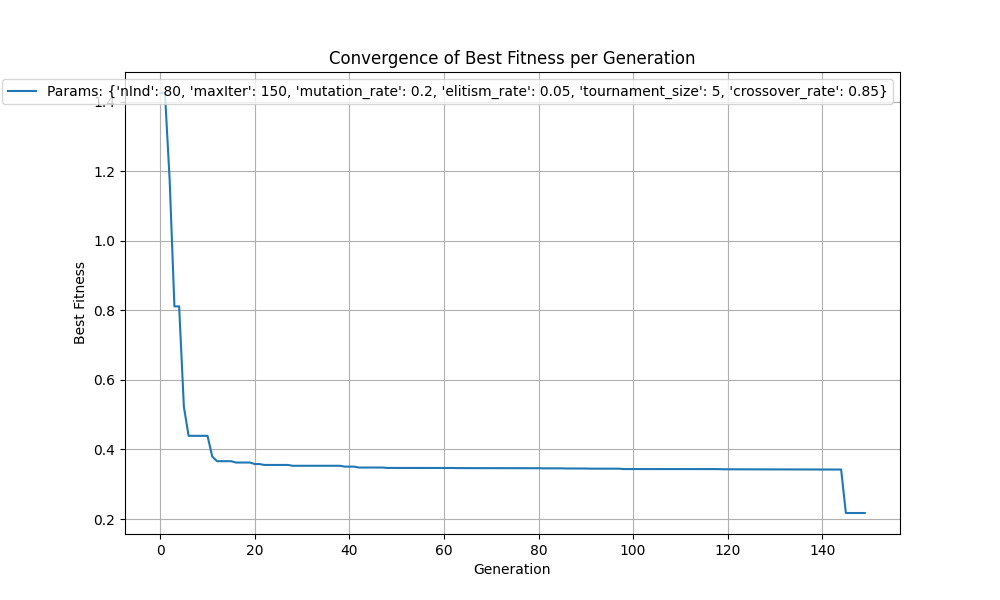 Convergence of Best Fitness per Generation
Params: {'nInd': 80, 'maxIter': 150, 'mutation_rate': 0.2, 'elitism_rate': 0.05, 'tournament_size': 5, 'crossover_rate': 0.85}
1.4
1.2
1.0
0.8
0.6
0.4
0.2
Best Fitness
0 20 40 60 80 100 120 140
Generation